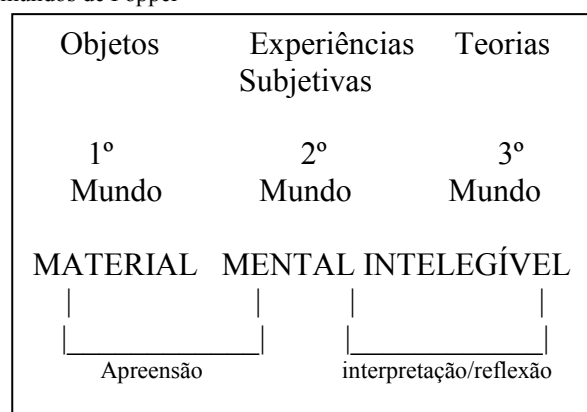 mundos de Popper
Objetos Experiências Teorias
Subjetivas
1º 2º 3º
Mundo Mundo Mundo
MATERIAL MENTAL INTELEGÍVEL
Apreensão interpretação/reflexão